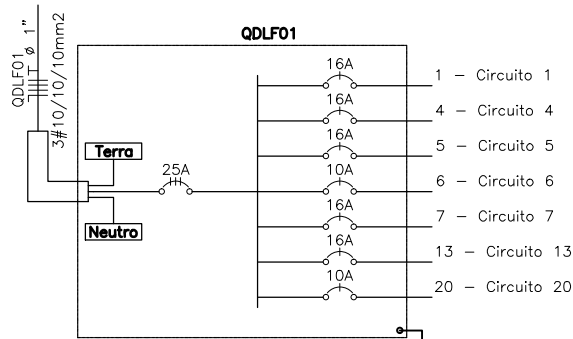 QDLF01
QDLF01
T ø 1"
3#10/10/10mm2
Terra
Neutro
25A
16A
1 - Circuito 1
16A
4 - Circuito 4
16A
5 - Circuito 5
10A
6 - Circuito 6
16A
7 - Circuito 7
16A
13 - Circuito 13
10A
20 - Circuito 20